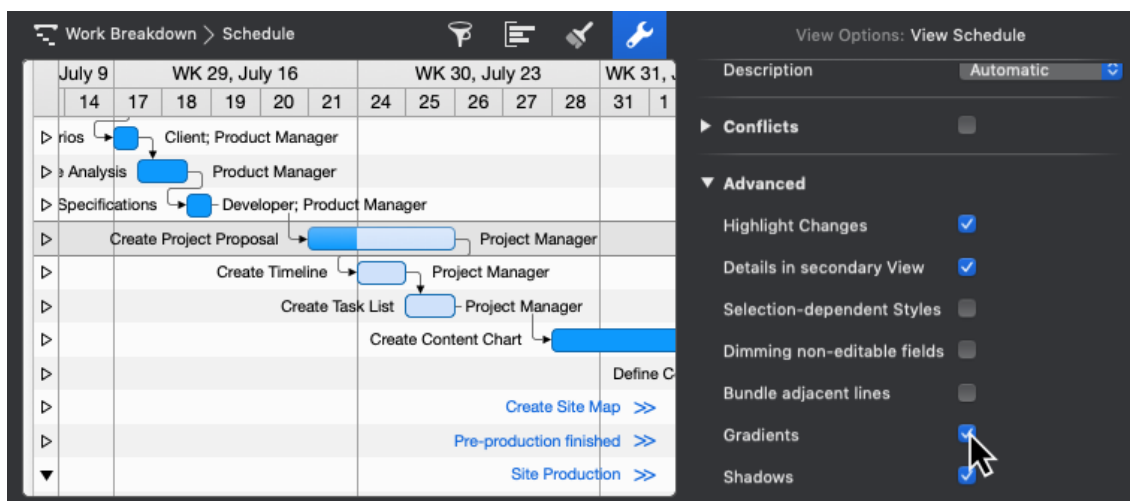 Work Breakdown > Schedule
View Options: View Schedule
July 9 WK 29, July 16 WK 30, July 23 WK 31,
14 17 18 19 20 21 24 25 26 27 28 31 1
rios Client; Product Manager
e Analysis Product Manager
Specifications Developer; Product Manager
Create Project Proposal Project Manager
Create Timeline Project Manager
Create Task List Project Manager
Create Content Chart
Define C
Create Site Map >>
Pre-production finished >>
Site Production >>
Description Automatic
Conflicts
Advanced
Highlight Changes
Details in secondary View
Selection-dependent Styles
Dimming non-editable fields
Bundle adjacent lines
Gradients
Shadows